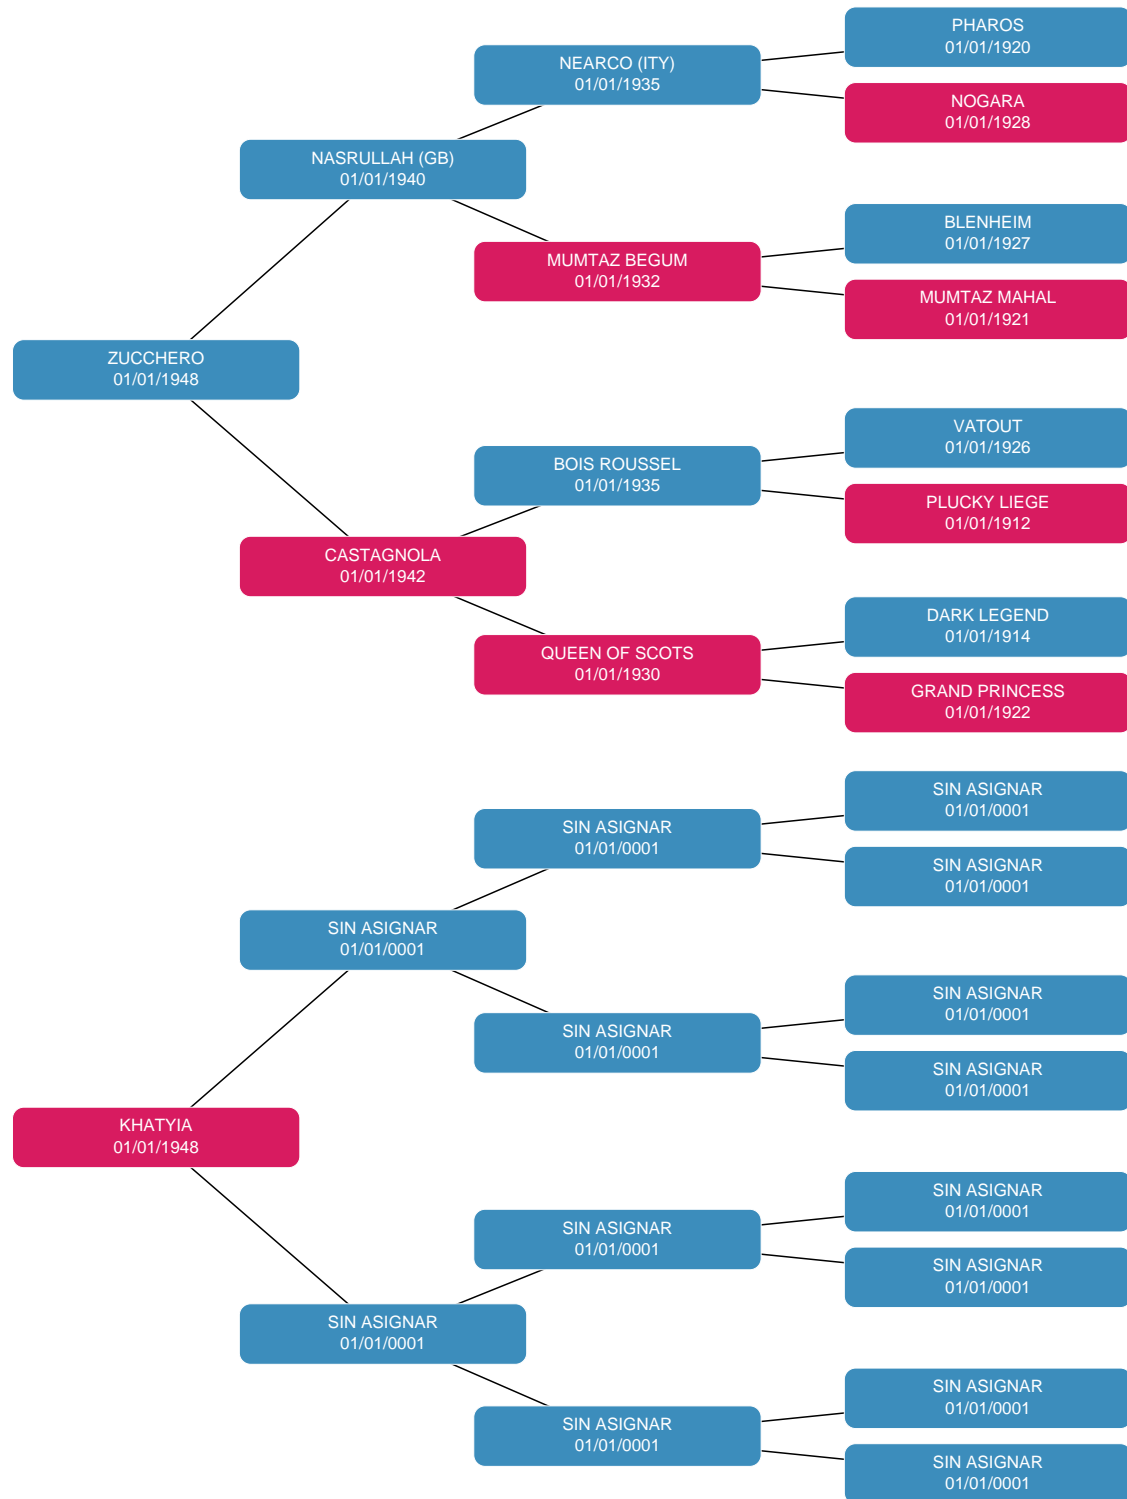 PHAROS
01/01/1920
NEARCO (ITY)
01/01/1935
NOGARA
01/01/1928
NASRULLAH (GB)
01/01/1940
BLENHEIM
01/01/1927
MUMTAZ BEGUM
01/01/1932
MUMTAZ MAHAL
01/01/1921
ZUCCHERO
01/01/1948
VATOUT
01/01/1926
BOIS ROUSSEL
01/01/1935
PLUCKY LIEGE
01/01/1912
CASTAGNOLA
01/01/1942
DARK LEGEND
01/01/1914
QUEEN OF SCOTS
01/01/1930
GRAND PRINCESS
01/01/1922
SIN ASIGNAR
01/01/0001
SIN ASIGNAR
01/01/0001
SIN ASIGNAR
01/01/0001
SIN ASIGNAR
01/01/0001
SIN ASIGNAR
01/01/0001
SIN ASIGNAR
01/01/0001
SIN ASIGNAR
01/01/0001
KHATYIA
01/01/1948
SIN ASIGNAR
01/01/0001
SIN ASIGNAR
01/01/0001
SIN ASIGNAR
01/01/0001
SIN ASIGNAR
01/01/0001
SIN ASIGNAR
01/01/0001
SIN ASIGNAR
01/01/0001
SIN ASIGNAR
01/01/0001